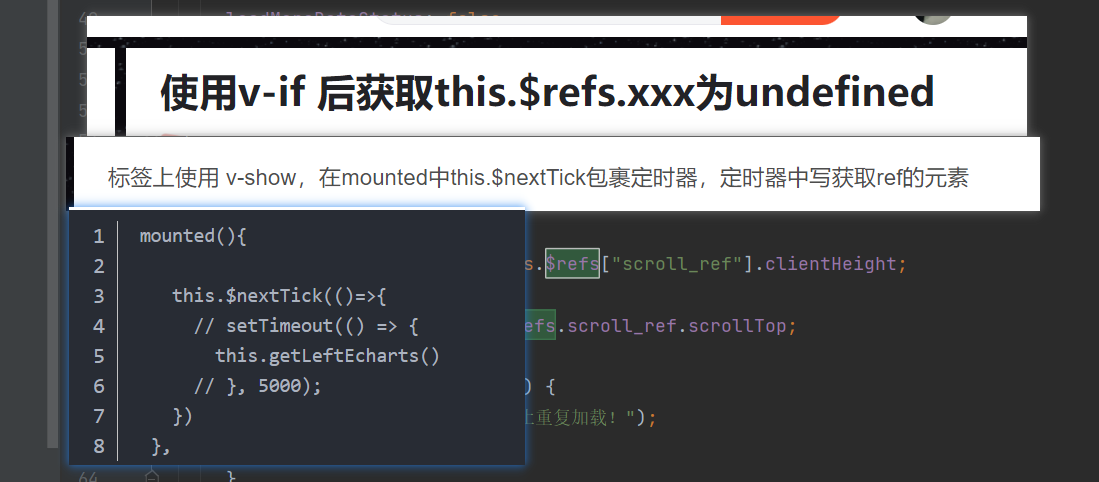 使用v-if 后获取this.$refs.xxx为undefined
标签上使用 v-show，在mounted中this.$nextTick包裹定时器，定时器中写获取ref的元素
1 mounted(){
2
3 this.$nextTick(()=>{
4 // setTimeout(() => {
5 this.getLeftEcharts()
6 // }, 5000);
7 })
8 },
s.$refs["scroll_ref"].clientHeight;
efs.scroll_ref.scrollTop;
) {
重复加载！");
64 }